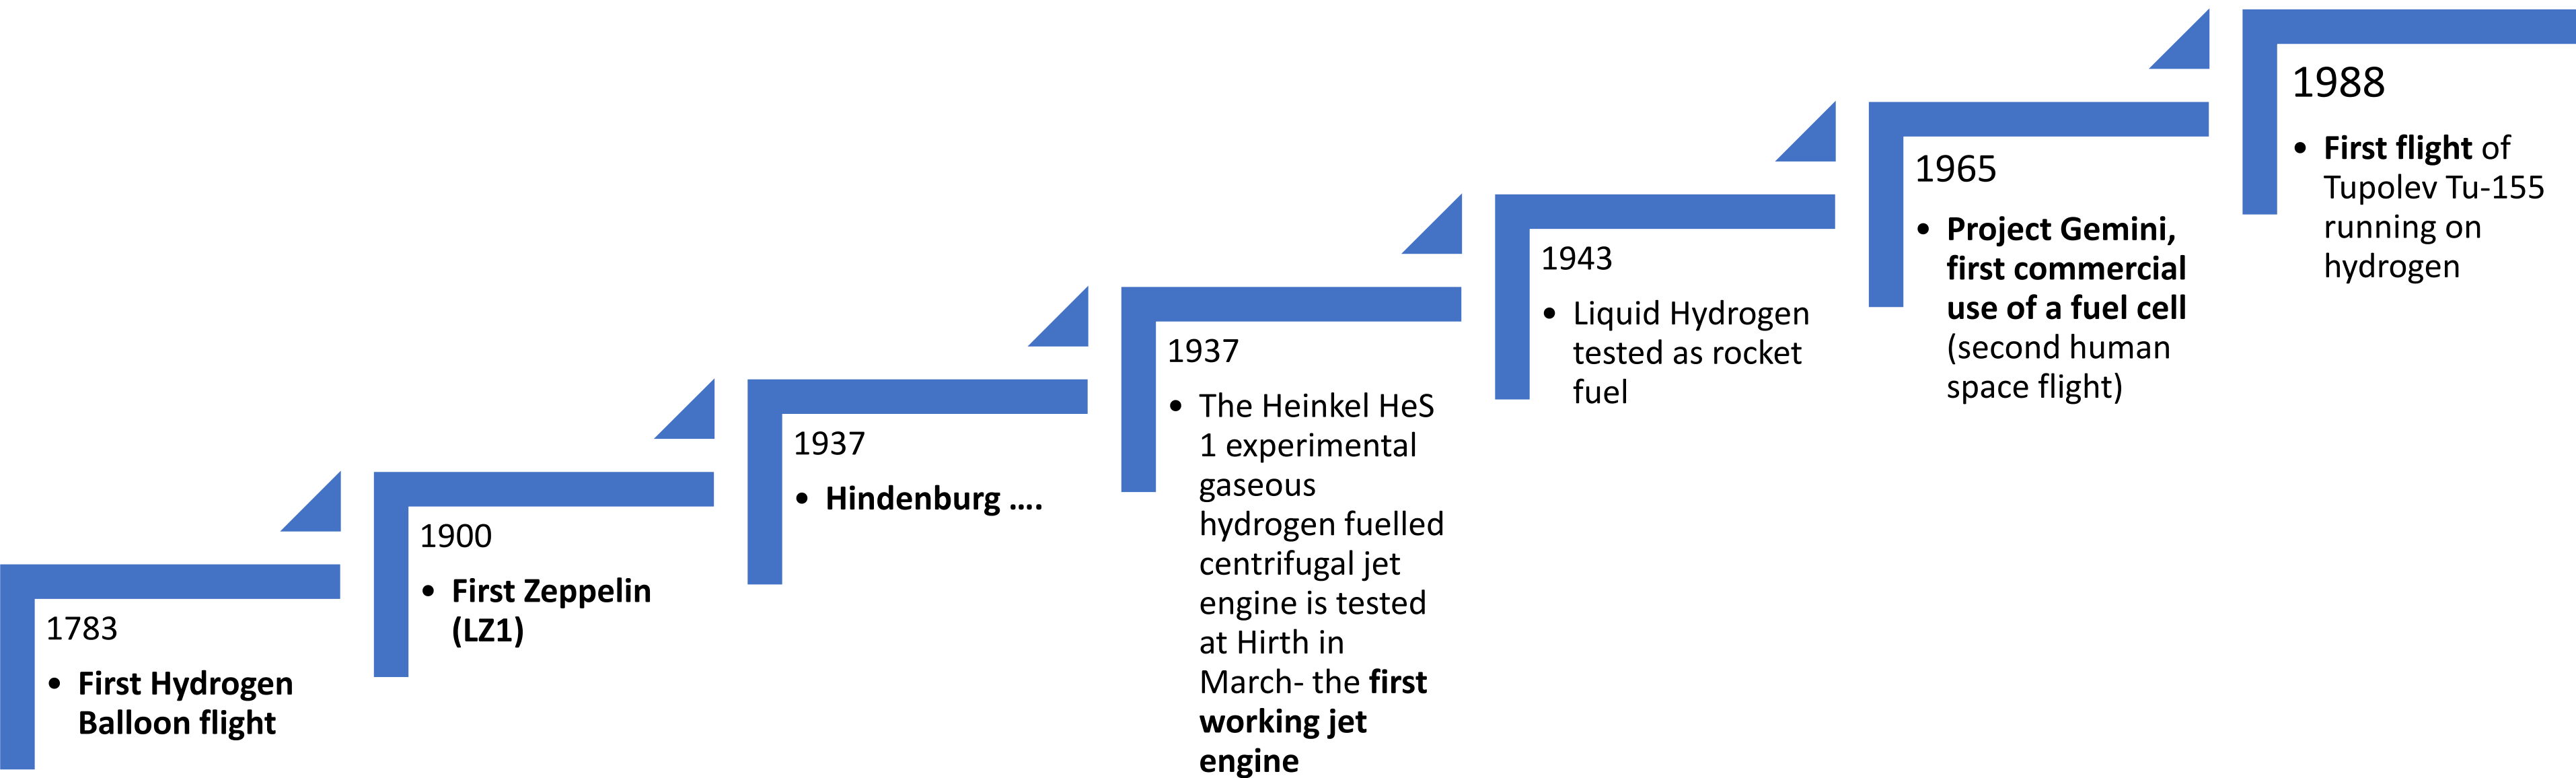 1783
• First Hydrogen
Balloon flight
1900
• First Zeppelin
(LZ1)
1937
• Hindenburg ....
1937
• The Heinkel HeS
1 experimental
gaseous
hydrogen fuelled
centrifugal jet
engine is tested
at Hirth in
March- the first
working jet
engine
1943
• Liquid Hydrogen
tested as rocket
fuel
1965
• Project Gemini,
first commercial
use of a fuel cell
(second human
space flight)
1988
• First flight of
Tupolev Tu-155
running on
hydrogen